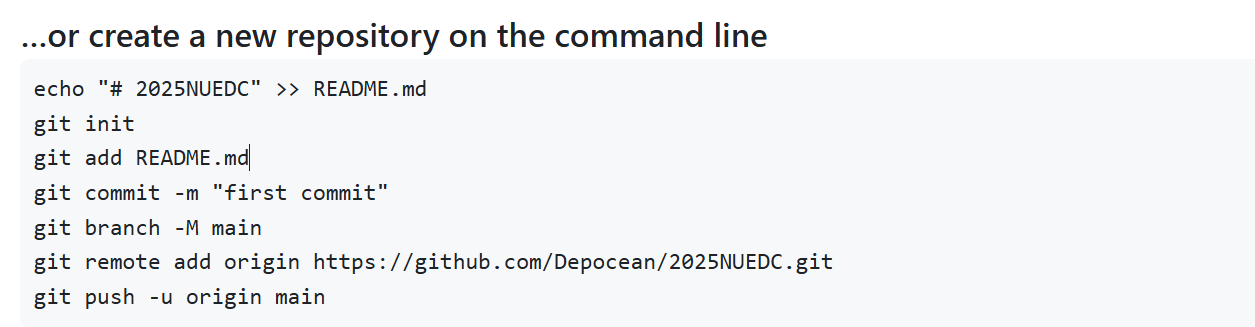 ...or create a new repository on the command line
echo "# 2025NUEDC" >> README.md
git init
git add README.md
git commit -m "first commit"
git branch -M main
git remote add origin https://github.com/Depocean/2025NUEDC.git
git push -u origin main